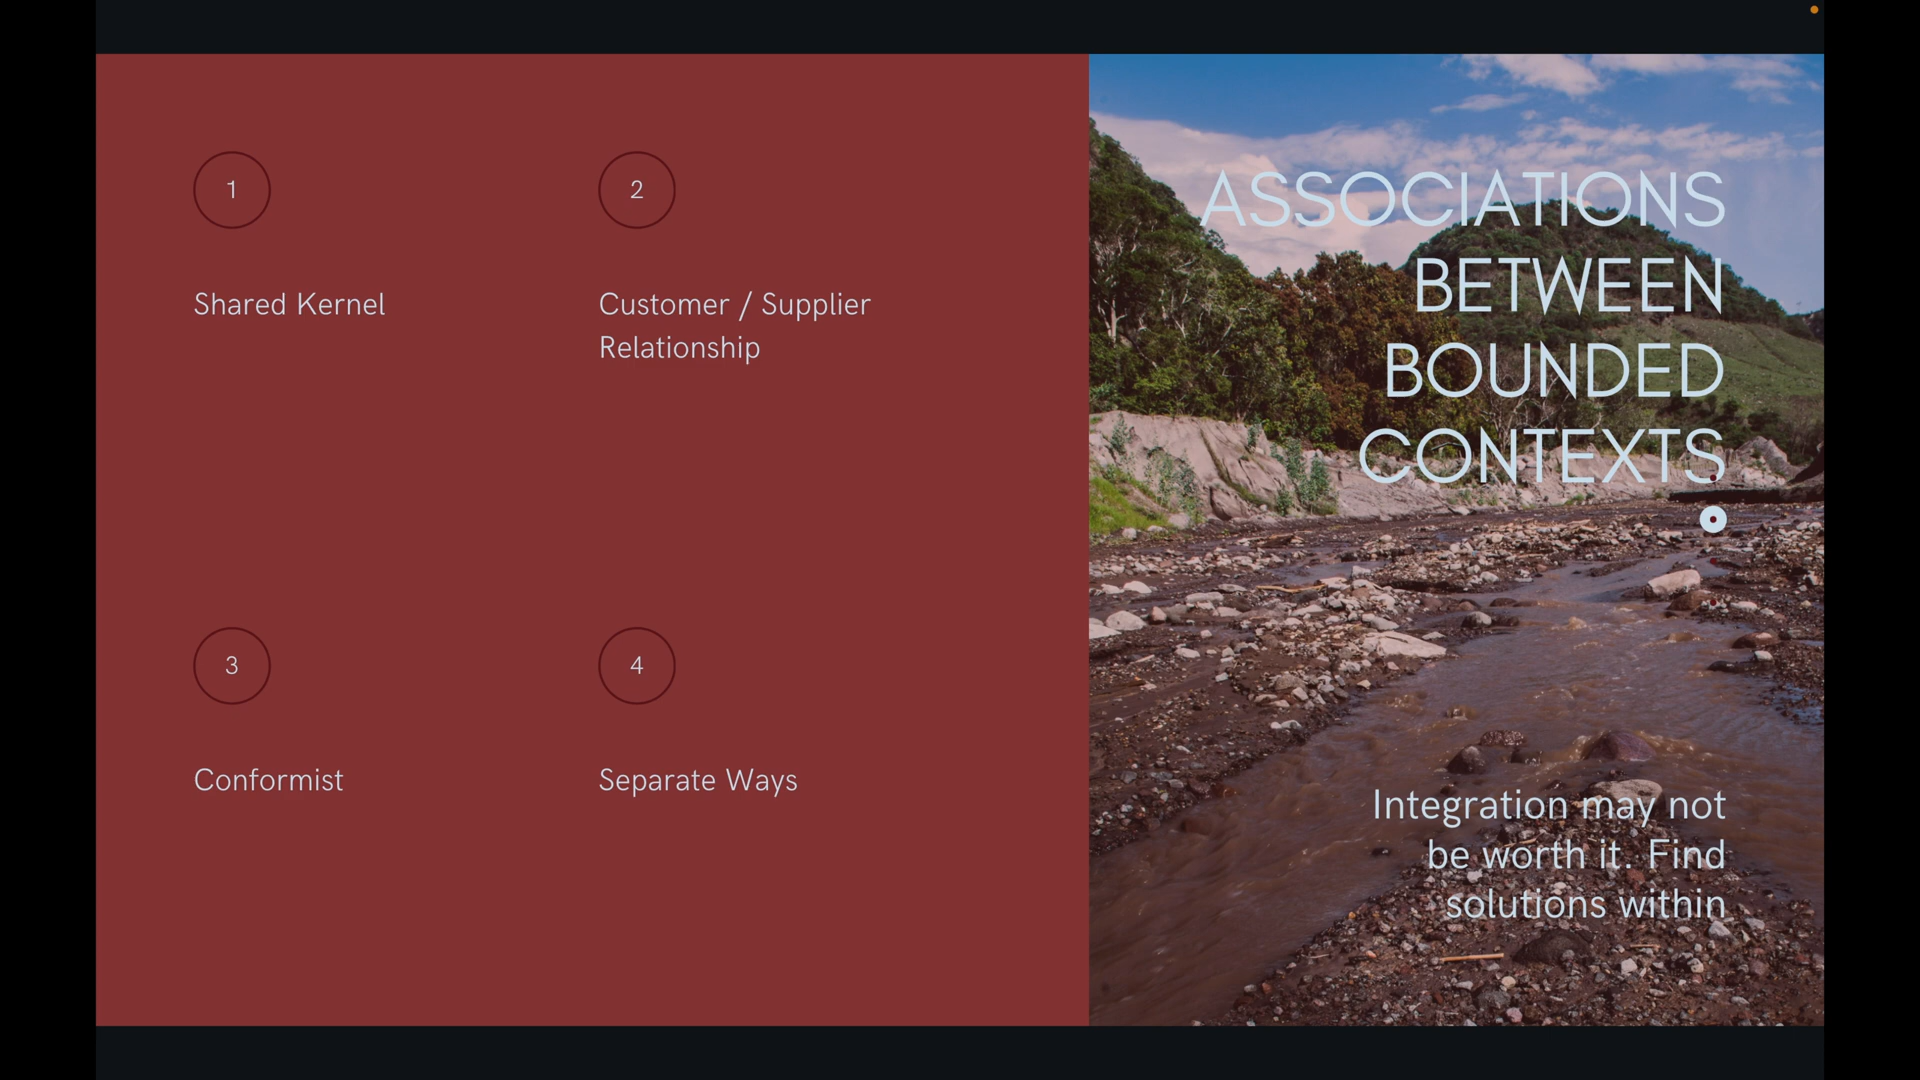 1
Shared Kernel
2
Customer / Supplier
Relationship
3
Conformist
4
Separate Ways
ASSOCIATIONS
BETWEEN
BOUNDED
CONTEXTS
Integration may not
be worth it. Find
solutions within